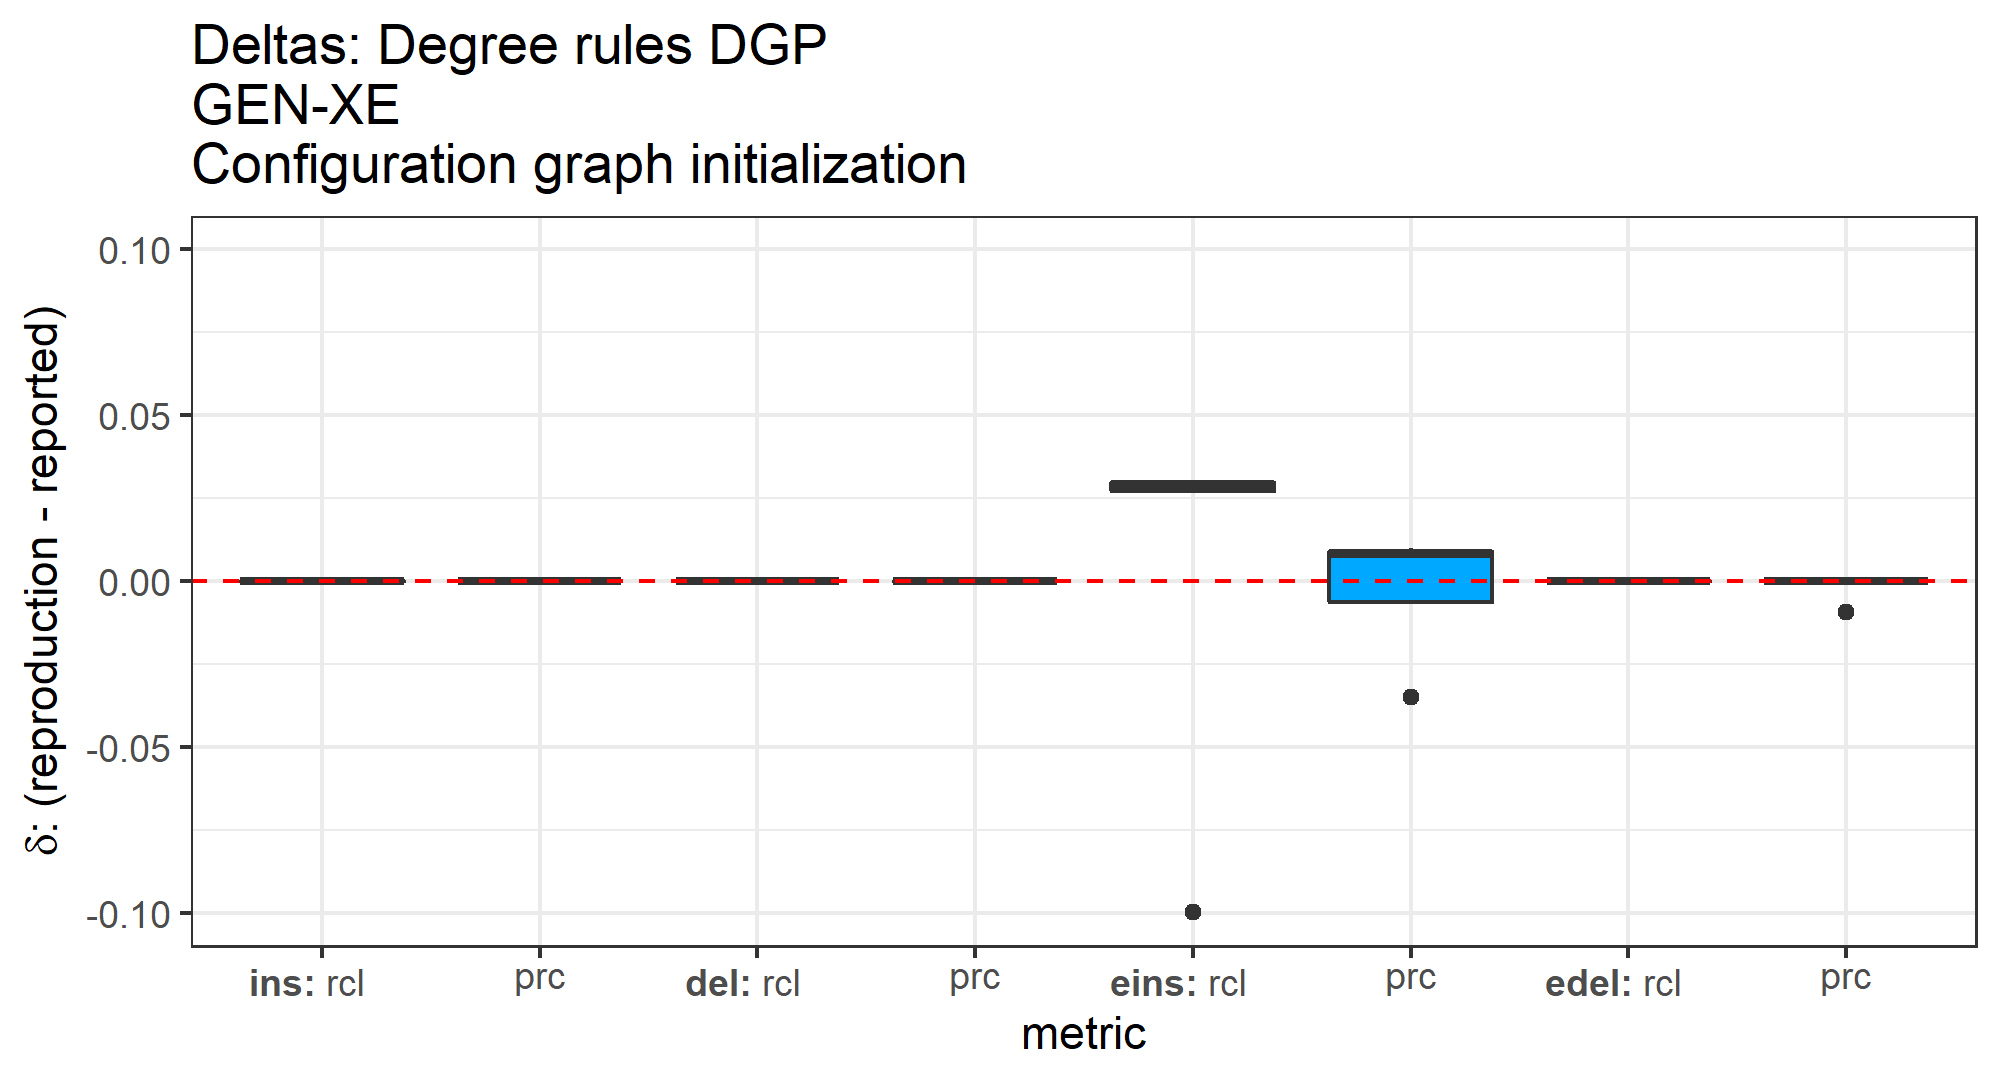 Deltas: Degree rules DGP
GEN-XE
Configuration graph initialization
δ: (reproduction - reported)
0.10
0.05
0.00
-0.05
-0.10
ins: rcl prc del: rcl prc eins: rcl prc edel: rcl prc
metric